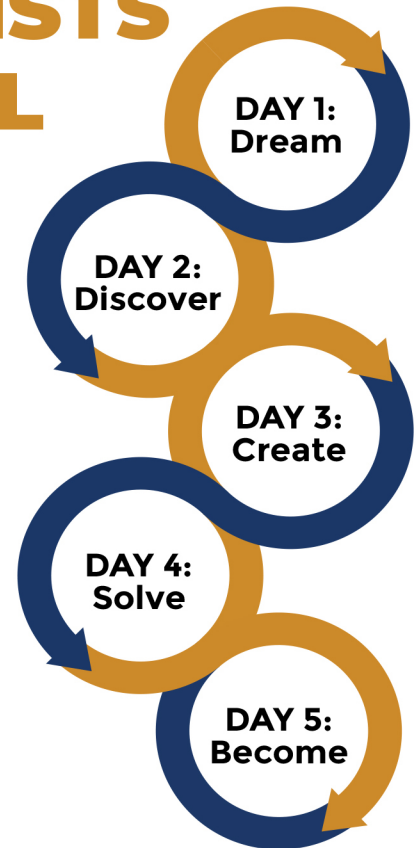 DAY 1:
Dream
DAY 2:
Discover
DAY 3:
Create
DAY 4:
Solve
DAY 5:
Become